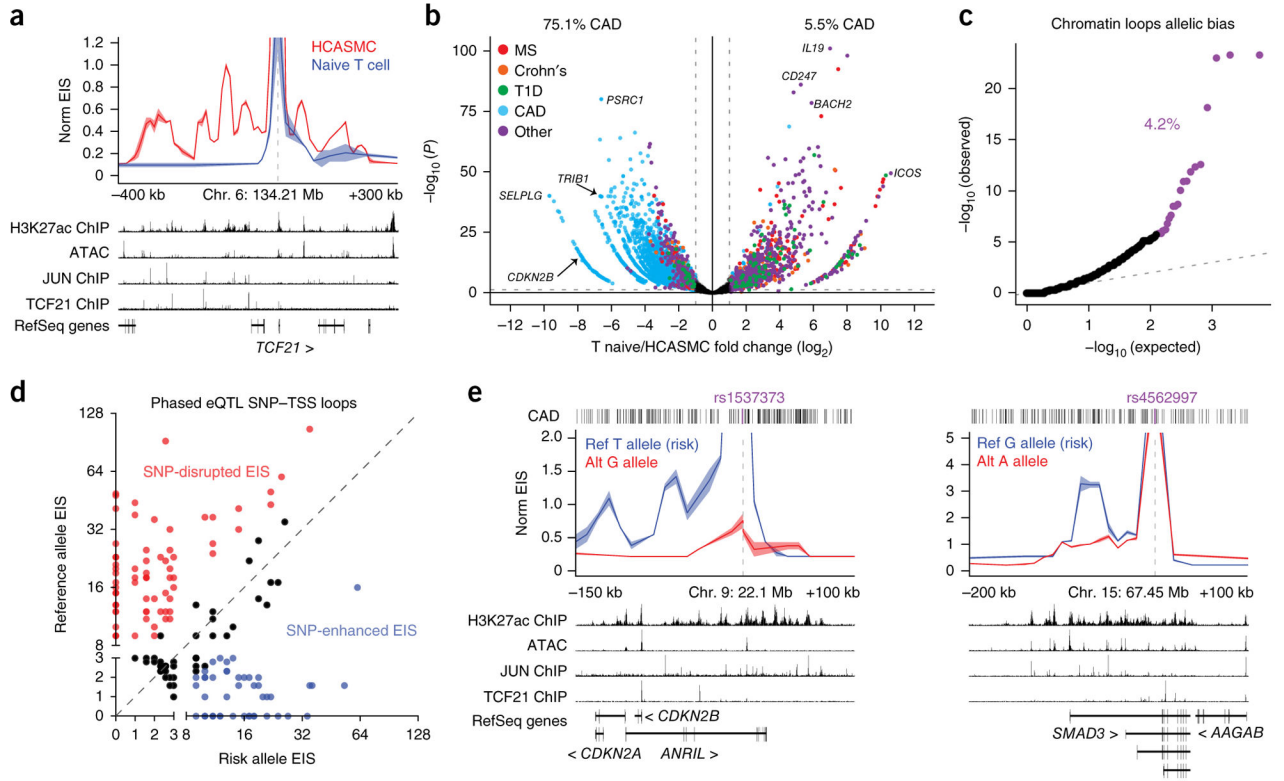 a
1.2
1.0
0.8
0.6
0.4
0.2
0
Norm EIS
HCASMC
Naive T cell
−400 kb
Chr. 6: 134.21 Mb
+300 kb
H3K27ac ChIP
ATAC
JUN ChIP
TCF21 ChIP
RefSeq genes
TCF21 >
b
75.1% CAD
5.5% CAD
100
75
50
25
0
−log10 (P)
MS
Crohn′s
T1D
CAD
Other
PSRC1
TRIB1
SELPLG
CDKN2B
IL19
CD247
BACH2
ICOS
−12 −10 −8 −6 −4 −2 0 2 4 6 8 10 12
T naive/HCASMC fold change (log2)
c
Chromatin loops allelic bias
20
15
10
5
0
−log10 (observed)
4.2%
0 1 2 3
−log10 (expected)
d
Phased eQTL SNP–TSS loops
128
64
32
16
8
3
2
1
0
Reference allele EIS
SNP-disrupted EIS
SNP-enhanced EIS
0 1 2 3 8 16 32 64 128
Risk allele EIS
e
CAD
rs1537373
2.0
1.5
1.0
0.5
0
Norm EIS
Ref T allele (risk)
Alt G allele
−150 kb
Chr. 9: 22.1 Mb
+100 kb
H3K27ac ChIP
ATAC
JUN ChIP
TCF21 ChIP
RefSeq genes
< CDKN2B
< CDKN2A
ANRIL >
rs4562997
5
4
3
2
1
0
Ref G allele (risk)
Alt A allele
−200 kb
Chr. 15: 67.45 Mb
+100 kb
SMAD3 >
< AAGAB